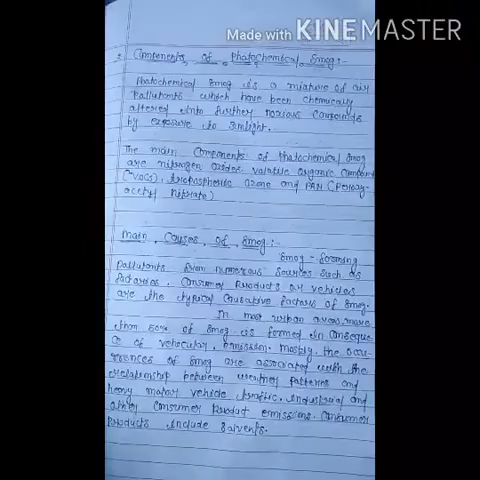 Made with KINEMASTER
Components of Photochemical Smog:-
Photochemical Smog is a mixture of air
Pollutants which have been chemically
altered into further noxious Compounds
by exposure to Sunlight.
The main Components of Photochemical Smog
are nitrogen oxides volatile organic Compound
(VOCs), tropospheric ozone and PAN (Peroxy-
acetyl Nitrate)
Main Causes of Smog:-
Smog - forming
Pollutants from numerous sources such as
factories, Consumer Products or vehicles
are the typical Causative factors of Smog.
In most urban areas, more
than 50% of Smog is formed in Conseque
ce of vehicular emission. Mostly, the occu
rrences of Smog are associated with the
relationship between weather patterns and
heavy motor vehicle traffic. Industrial and
other Consumer Product emissions. Consumer
Products include Solvents.